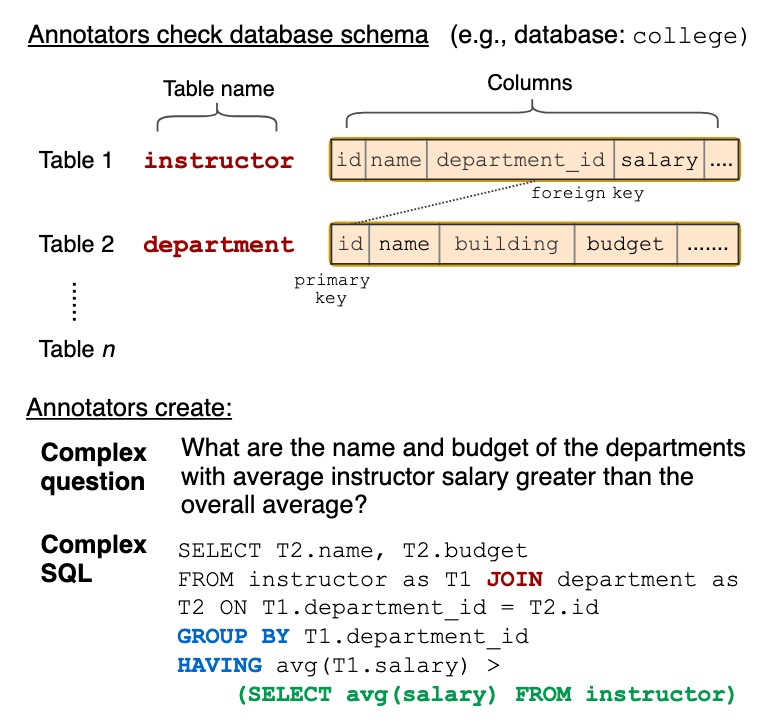 Annotators check database schema (e.g., database: college)
Table name
Columns
Table 1 instructor id name department_id salary ....
foreign key
Table 2 department id name building budget .......
primary
key
Table n
Annotators create:
Complex
question
What are the name and budget of the departments
with average instructor salary greater than the
overall average?
Complex
SQL
SELECT T2.name, T2.budget
FROM instructor as T1 JOIN department as
T2 ON T1.department_id = T2.id
GROUP BY T1.department_id
HAVING avg(T1.salary) >
(SELECT avg(salary) FROM instructor)